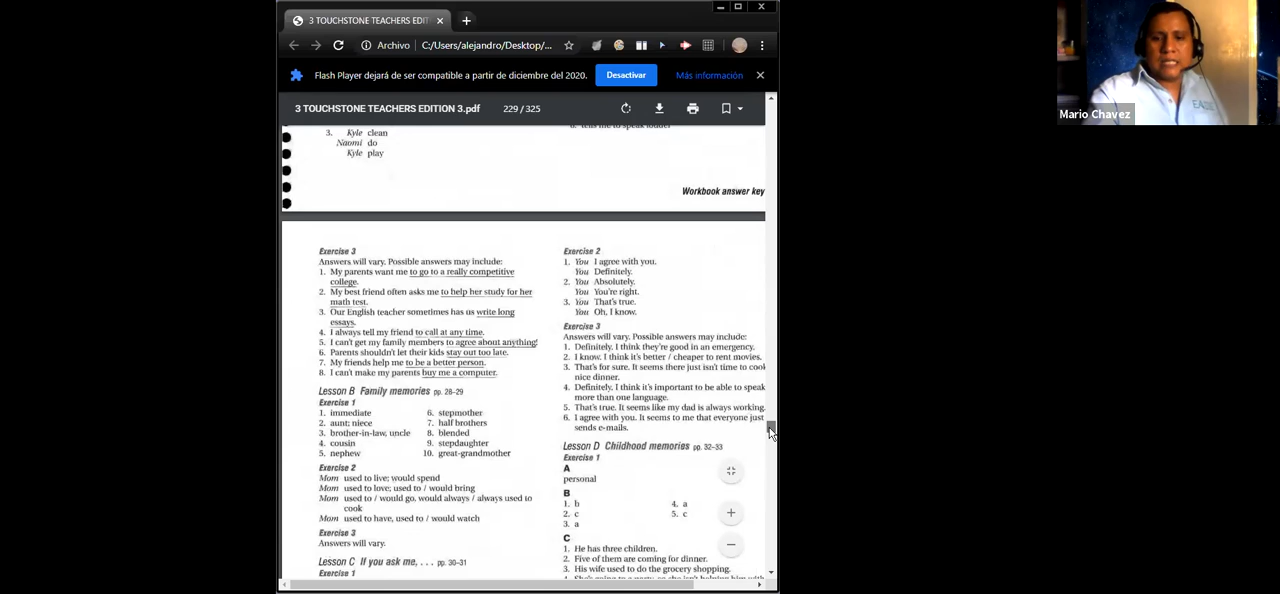 3 TOUCHSTONE TEACHERS EDIT
Archivo
C:/Users/alejandro/Desktop/...
Flash Player dejará de ser compatible a partir de diciembre del 2020.
Desactivar
Más información
3 TOUCHSTONE TEACHERS EDITION 3.pdf
229 / 325
3. Kyle clean
Naomi do
Kyle play
Workbook answer key
Exercise 3
Answers will vary. Possible answers may include:
1. My parents want me to go to a really competitive
college.
2. My best friend often asks me to help her study for her
math test.
3. Our English teacher sometimes has us write long
essays.
4. I always tell my friend to call at any time.
5. I can't get my family members to agree about anything!
6. Parents shouldn't let their kids stay out too late.
7. My friends help me to be a better person.
8. I can't make my parents buy me a computer.
Lesson B Family memories pp. 28-29
Exercise 1
1. immediate
2. aunt; niece
3. brother-in-law, uncle
4. cousin
5. nephew
6. stepmother
7. half brothers
8. blended
9. stepdaughter
10. great-grandmother
Exercise 2
Mom used to live; would spend
Mom used to love; used to / would bring
Mom used to / would go, would always / always used to
cook
Mom used to have, used to / would watch
Exercise 3
Answers will vary.
Lesson C If you ask me, . . . pp. 30-31
Exercise 1
Exercise 2
1. You I agree with you.
You Definitely.
2. You Absolutely.
You You're right.
3. You That's true.
You Oh, I know.
Exercise 3
Answers will vary. Possible answers may include:
1. Definitely. I think they're good in an emergency.
2. I know. I think it's better / cheaper to rent movies.
3. That's for sure. It seems there just isn't time to cook
nice dinner.
4. Definitely. I think it's important to be able to speak
more than one language.
5. That's true. It seems like my dad is always working.
6. I agree with you. It seems to me that everyone just
sends e-mails.
Lesson D Childhood memories pp. 32-33
Exercise 1
A
personal
B
1. b
2. c
3. a
4. a
5. c
C
1. He has three children.
2. Five of them are coming for dinner.
3. His wife used to do the grocery shopping.
Mario Chavez